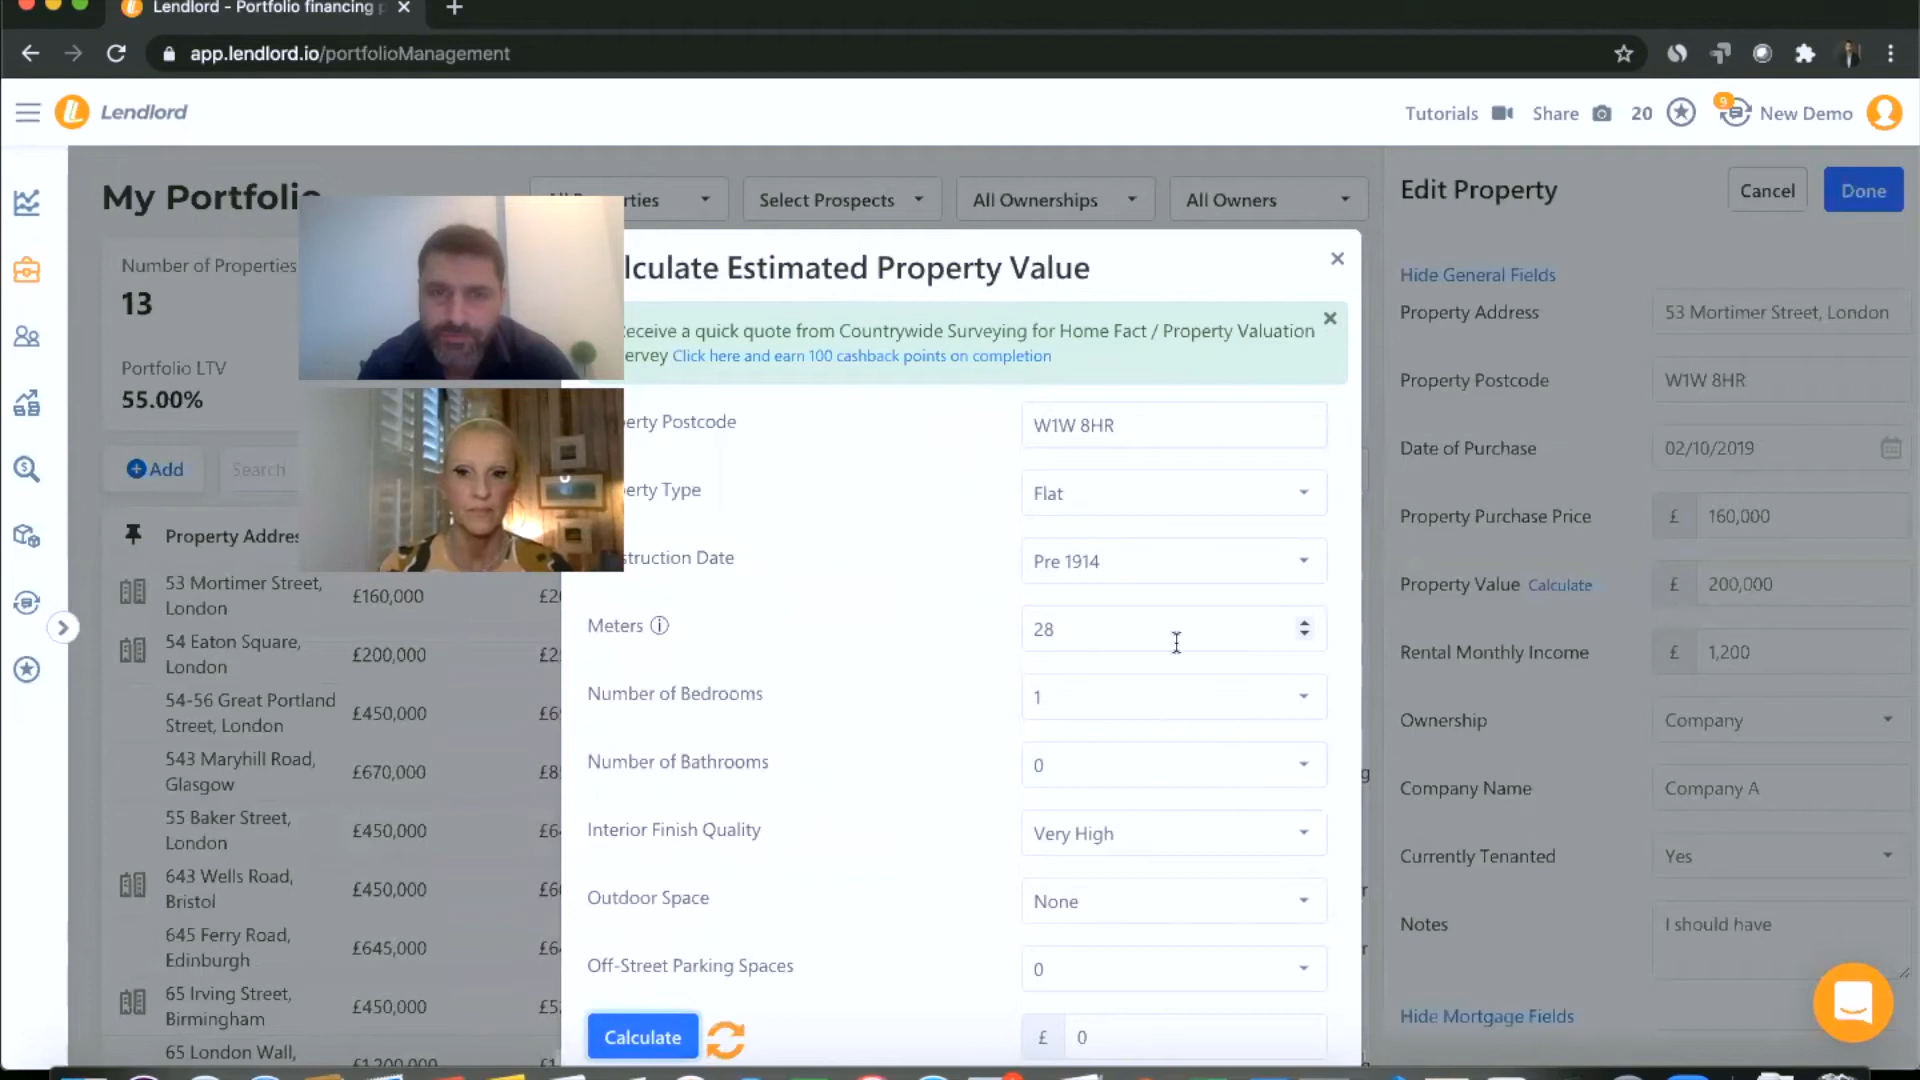 Lendlord - Portfolio financing p
app.lendlord.io/portfolioManagement
Lendlord
Tutorials
Share
20
9
New Demo
My Portfolio
Select Prospects
All Ownerships
All Owners
Edit Property
Cancel
Done
Number of Properties
13
Portfolio LTV
55.00%
Add
Search
Property Addres
53 Mortimer Street,
London
£160,000
54 Eaton Square,
London
£200,000
54-56 Great Portland
Street, London
£450,000
543 Maryhill Road,
Glasgow
£670,000
55 Baker Street,
London
£450,000
643 Wells Road,
Bristol
£450,000
645 Ferry Road,
Edinburgh
£645,000
65 Irving Street,
Birmingham
£450,000
65 London Wall,
£1,200,000
lculate Estimated Property Value
eceive a quick quote from Countrywide Surveying for Home Fact / Property Valuation
ervey Click here and earn 100 cashback points on completion
erty Postcode
W1W 8HR
erty Type
Flat
struction Date
Pre 1914
Meters
28
Number of Bedrooms
1
Number of Bathrooms
0
Interior Finish Quality
Very High
Outdoor Space
None
Off-Street Parking Spaces
0
Calculate
£ 0
Hide General Fields
Property Address
53 Mortimer Street, London
Property Postcode
W1W 8HR
Date of Purchase
02/10/2019
Property Purchase Price
£ 160,000
Property Value Calculate
£ 200,000
Rental Monthly Income
£ 1,200
Ownership
Company
Company Name
Company A
Currently Tenanted
Yes
Notes
I should have
Hide Mortgage Fields